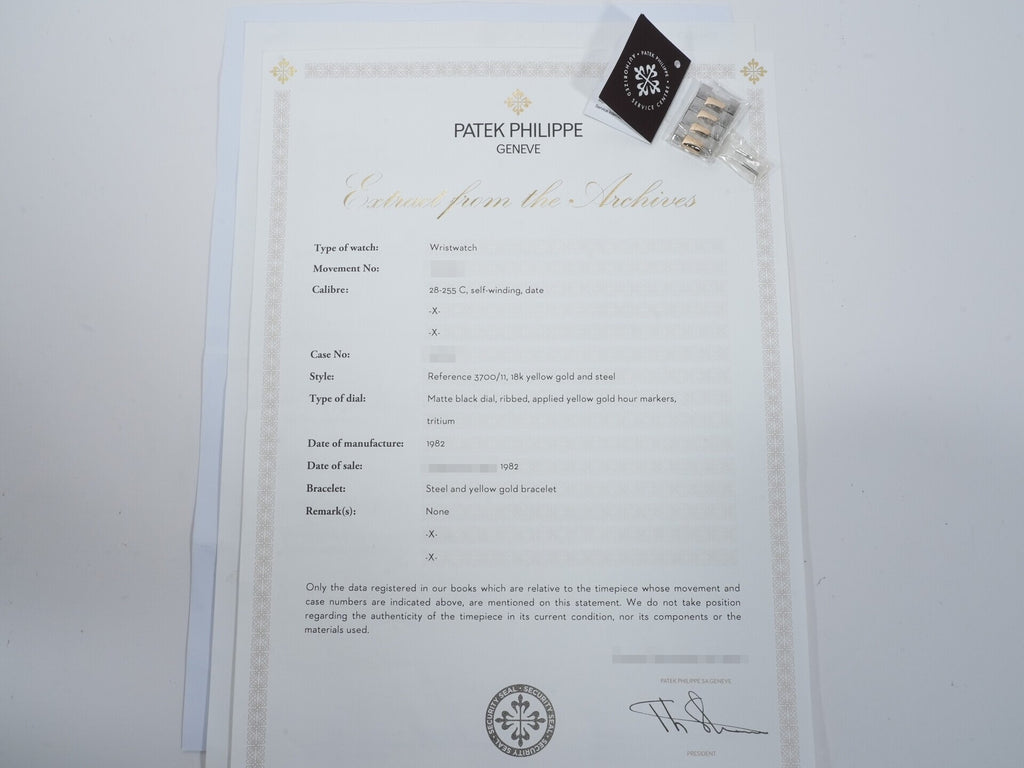 PATEK PHILIPPE
AUTHORIZED SERVICE CENTRE
PATEK PHILIPPE
GENEVE
Extract from the Archives
Type of watch: Wristwatch
Movement No:
Calibre: 28-255 C, self-winding, date
-X-
-X-
Case No:
Style: Reference 3700/11, 18k yellow gold and steel
Type of dial: Matte black dial, ribbed, applied yellow gold hour markers,
tritium
Date of manufacture: 1982
Date of sale: 1982
Bracelet: Steel and yellow gold bracelet
Remark(s): None
-X-
-X-
Only the data registered in our books which are relative to the timepiece whose movement and
case numbers are indicated above, are mentioned on this statement. We do not take position
regarding the authenticity of the timepiece in its current condition, nor its components or the
materials used.
PATEK PHILIPPE SA GENEVE
SECURITY SEAL · SECURITY SEAL · SECURITY SEAL ·
PRESIDENT